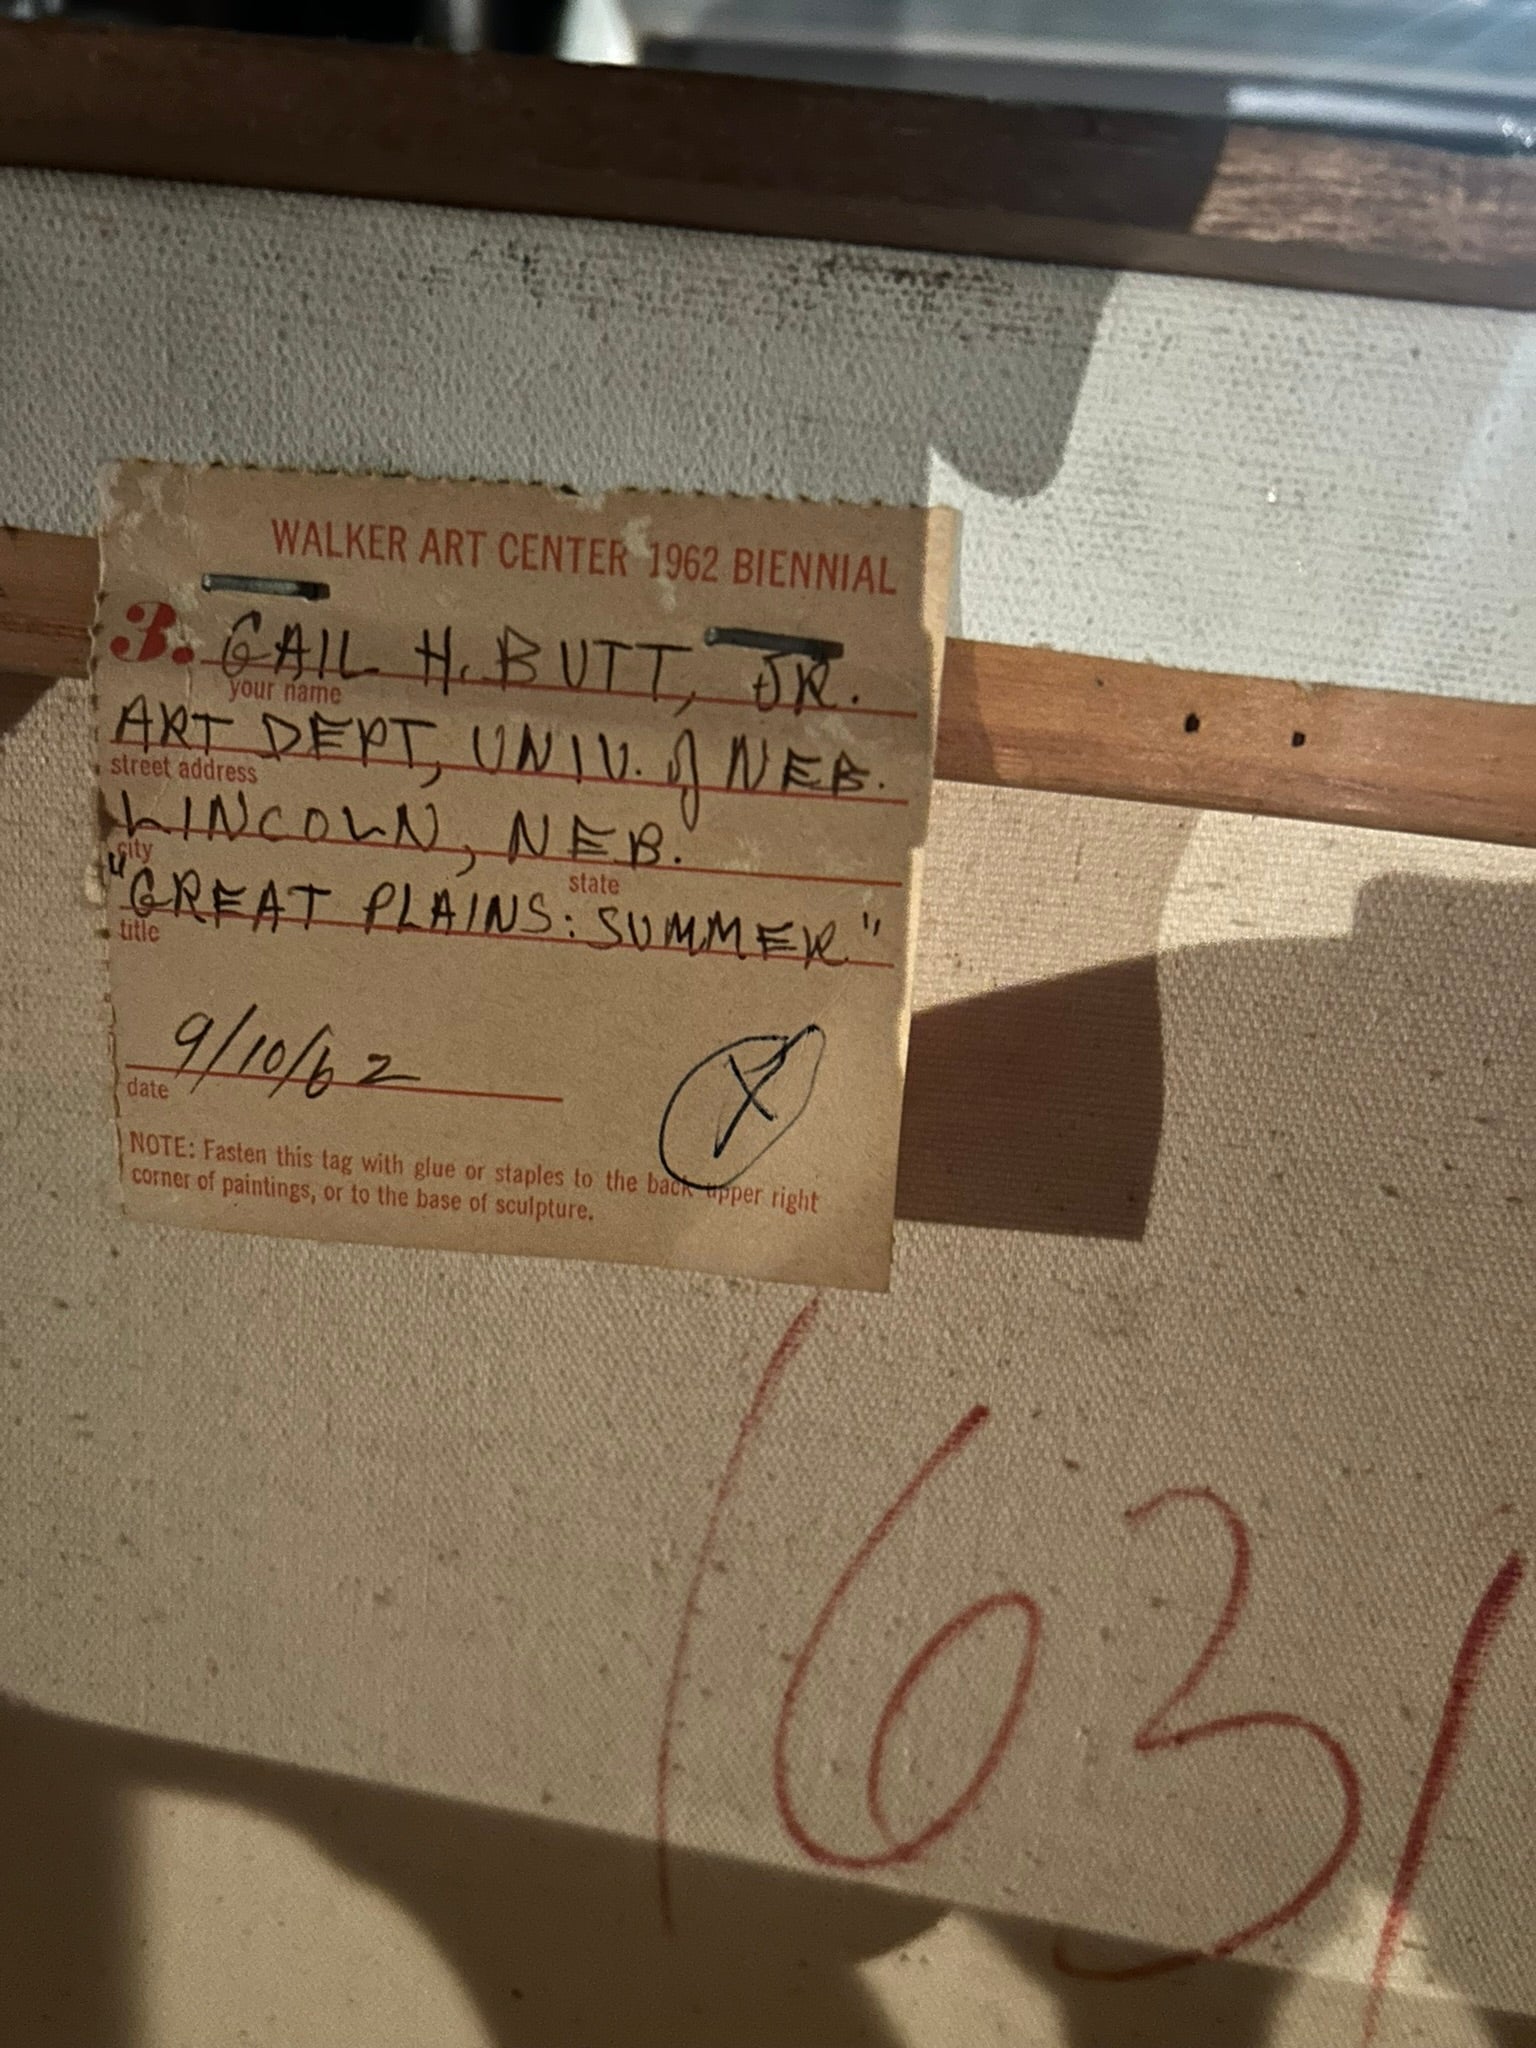 WALKER ART CENTER 1962 BIENNIAL
3. GAIL H. BUTT, JR.
your name
ART DEPT, UNIV. of NEB.
street address
LINCOLN, NEB.
city state
"GREAT PLAINS: SUMMER"
title
9/10/62
date
X
NOTE: Fasten this tag with glue or staples to the back upper right
corner of paintings, or to the base of sculpture.
1631